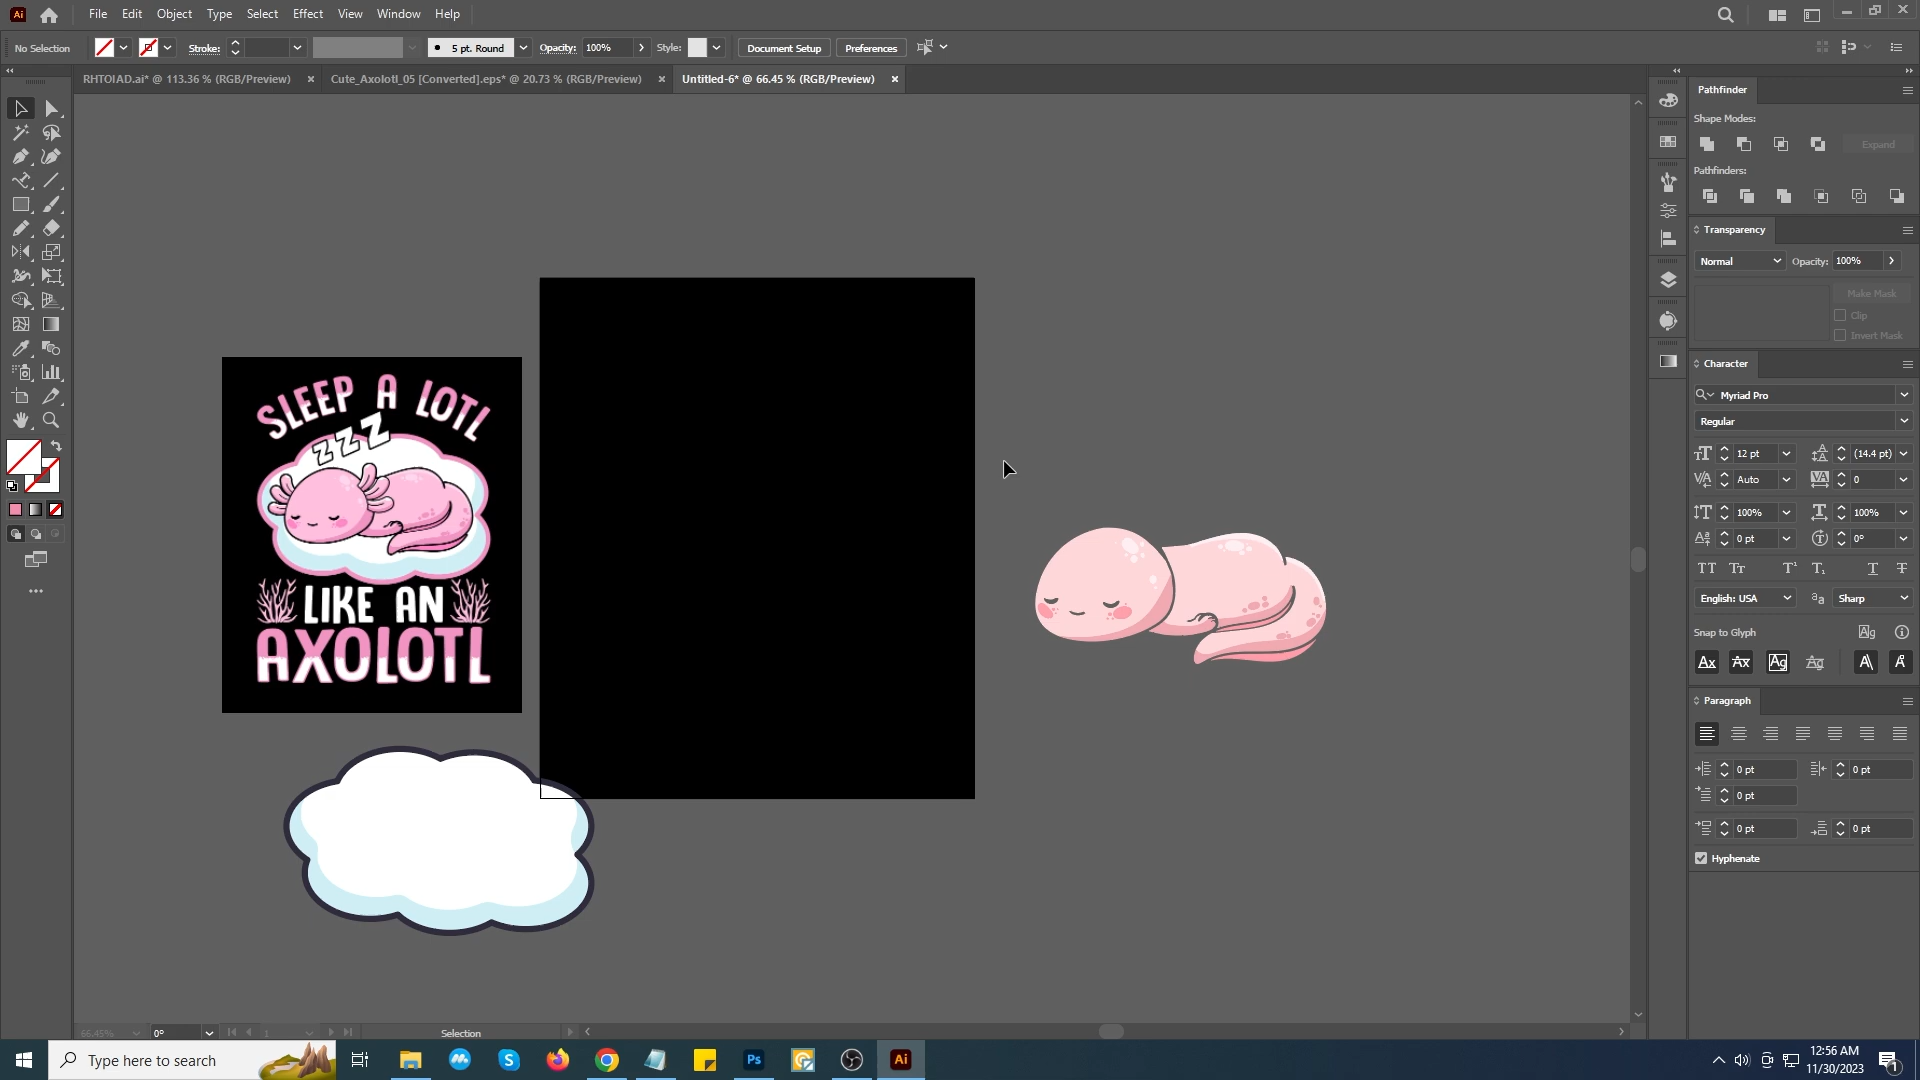 Ai File Edit Object Type Select Effect View Window Help
No Selection Stroke: 5 pt. Round Opacity: 100% Style: Document Setup Preferences
RHTOIAD.ai* @ 113.36 % (RGB/Preview) × Cute_Axolotl_05 [Converted].eps* @ 20.73 % (RGB/Preview) × Untitled-6* @ 66.45 % (RGB/Preview) ×
Pathfinder
Shape Modes:
Expand
Pathfinders:
Transparency
Normal Opacity: 100%
Make Mask
Clip
Invert Mask
Character
Myriad Pro
Regular
12 pt (14.4 pt)
Auto 0
100% 100%
0 pt 0°
English: USA Sharp
Snap to Glyph
Paragraph
0 pt 0 pt
0 pt
0 pt 0 pt
Hyphenate
SLEEP A LOTL
ZZZ
LIKE AN
AXOLOTL
66.45% 0° 1 Selection
Type here to search
Ps Ai
12:56 AM
11/30/2023
1